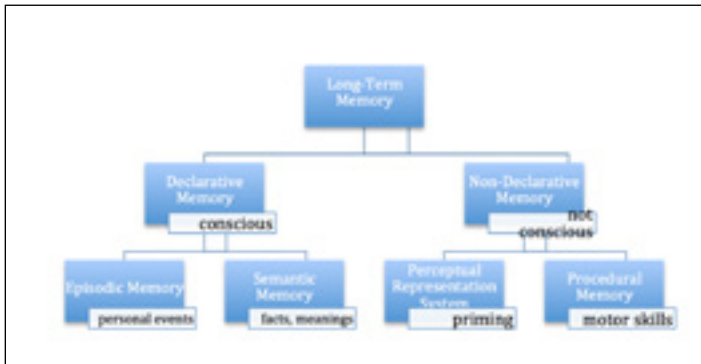 Long-Term
Memory
Declarative
Memory
conscious
Non-Declarative
Memory
not
conscious
Episodic Memory
personal events
Semantic
Memory
facts, meanings
Perceptual
Representation
System
priming
Procedural
Memory
motor skills